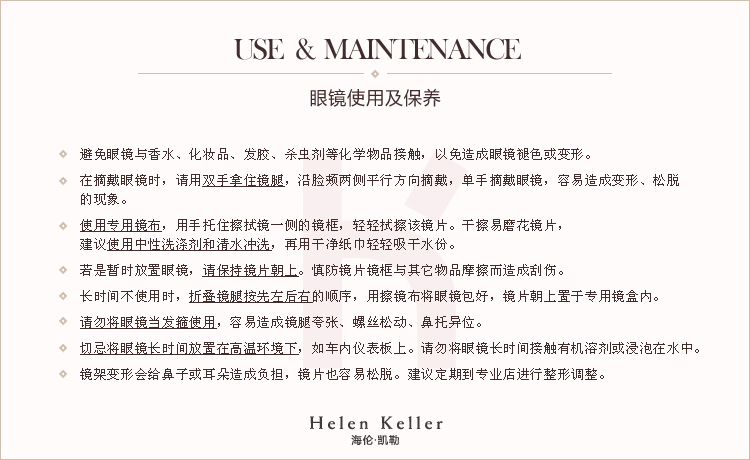 USE & MAINTENANCE
眼镜使用及保养
避免眼镜与香水、化妆品、发胶、杀虫剂等化学物品接触，以免造成眼镜褪色或变形。
在摘戴眼镜时，请用双手拿住镜腿，沿脸颊两侧平行方向摘戴，单手摘戴眼镜，容易造成变形、松脱
的现象。
使用专用镜布，用手托住擦拭镜一侧的镜框，轻轻拭擦该镜片。干擦易磨花镜片，
建议使用中性洗涤剂和清水冲洗，再用干净纸巾轻轻吸干水份。
若是暂时放置眼镜，请保持镜片朝上。慎防镜片镜框与其它物品摩擦而造成刮伤。
长时间不使用时，折叠镜腿按先左后右的顺序，用擦镜布将眼镜包好，镜片朝上置于专用镜盒内。
请勿将眼镜当发箍使用，容易造成镜腿夸张、螺丝松动、鼻托异位。
切忌将眼镜长时间放置在高温环境下，如车内仪表板上。请勿将眼镜长时间接触有机溶剂或浸泡在水中。
镜架变形会给鼻子或耳朵造成负担，镜片也容易松脱。建议定期到专业店进行整形调整。
Helen Keller
海伦·凯勒